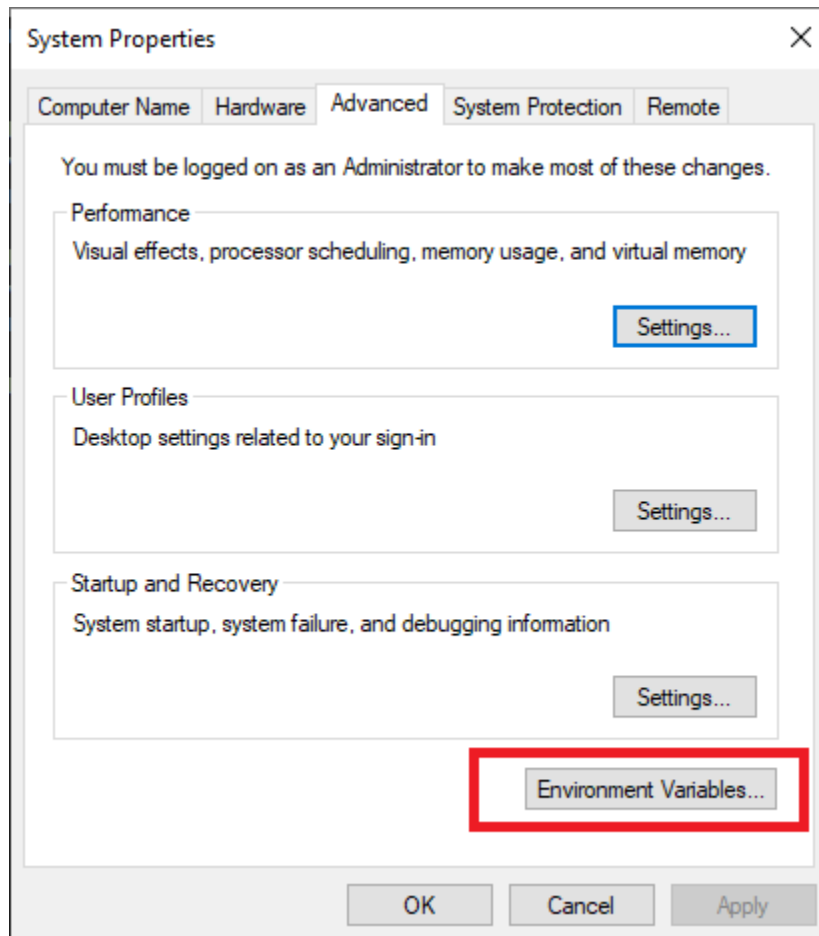 System Properties
Computer Name Hardware Advanced System Protection Remote
You must be logged on as an Administrator to make most of these changes.
Performance
Visual effects, processor scheduling, memory usage, and virtual memory
Settings...
User Profiles
Desktop settings related to your sign-in
Settings...
Startup and Recovery
System startup, system failure, and debugging information
Settings...
Environment Variables...
OK Cancel Apply